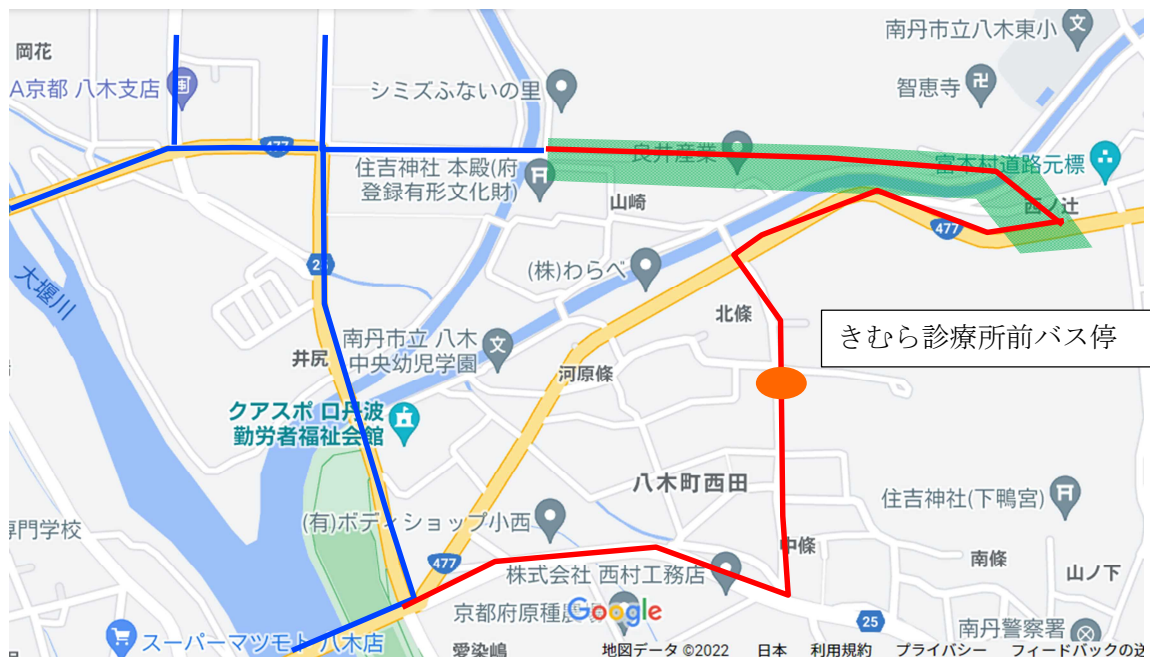 岡花
A京都 八木支店
477
シミズふないの里
南丹市立八木東小
智恵寺
良井産業
富本村道路元標
住吉神社 本殿(府
登録有形文化財)
山崎
西ノ辻
477
大堰川
25
(株)わらべ
北條
きむら診療所前バス停
井尻
南丹市立 八木
中央幼児学園
河原條
クアスポ 口丹波
勤労者福祉会館
八木町西田
住吉神社(下鴨宮)
専門学校
(有)ボディショップ小西
477
中條
南條
株式会社 西村工務店
山ノ下
京都府原種農場
Google
25
南丹警察署
スーパーマツモト 八木店
愛染嶋
地図データ ©2022 日本 利用規約 プライバシー フィードバックの送